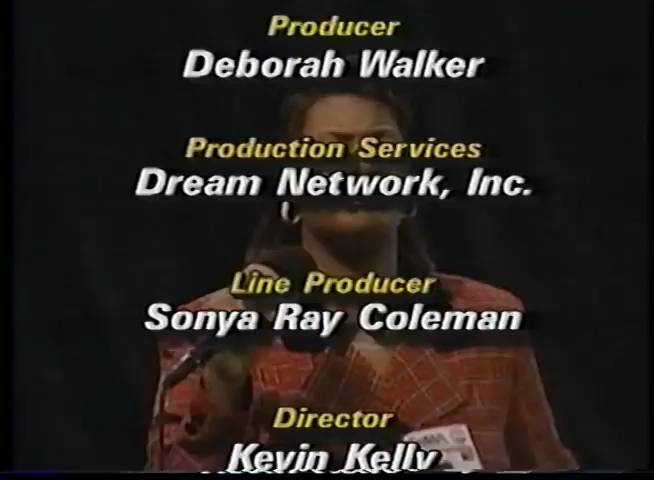 Producer
Deborah Walker
Production Services
Dream Network, Inc.
Line Producer
Sonya Ray Coleman
Director
Kevin Kelly